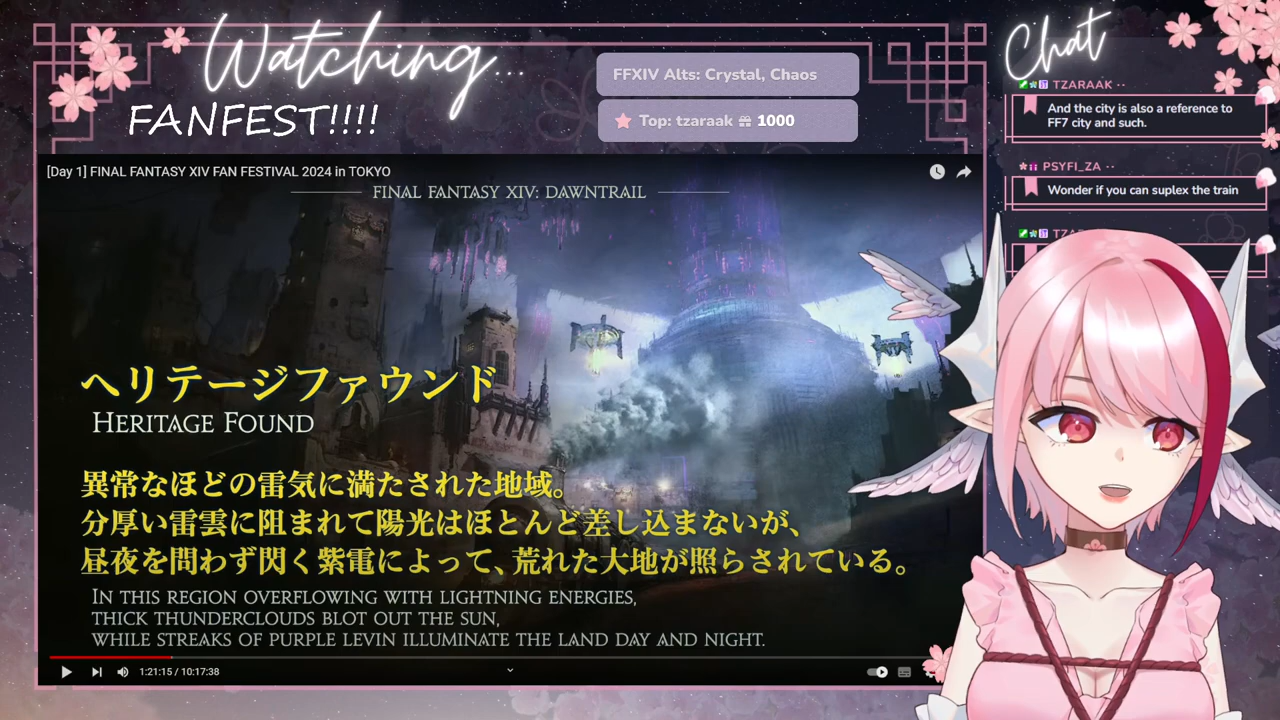 Watching...
FANFEST!!!!
FFXIV Alts: Crystal, Chaos
Top: tzaraak 1000
[Day 1] FINAL FANTASY XIV FAN FESTIVAL 2024 in TOKYO
FINAL FANTASY XIV: DAWNTRAIL
ヘリテージファウンド
HERITAGE FOUND
異常なほどの雷気に満たされた地域。
分厚い雷雲に阻まれて陽光はほとんど差し込まないが、
昼夜を問わず閃く紫電によって、荒れた大地が照らされている。
IN THIS REGION OVERFLOWING WITH LIGHTNING ENERGIES,
THICK THUNDERCLOUDS BLOT OUT THE SUN,
WHILE STREAKS OF PURPLE LEVIN ILLUMINATE THE LAND DAY AND NIGHT.
1:21:15 / 10:17:38
Chat
TZARAAK
And the city is also a reference to
FF7 city and such.
PSYFI_ZA
Wonder if you can suplex the train